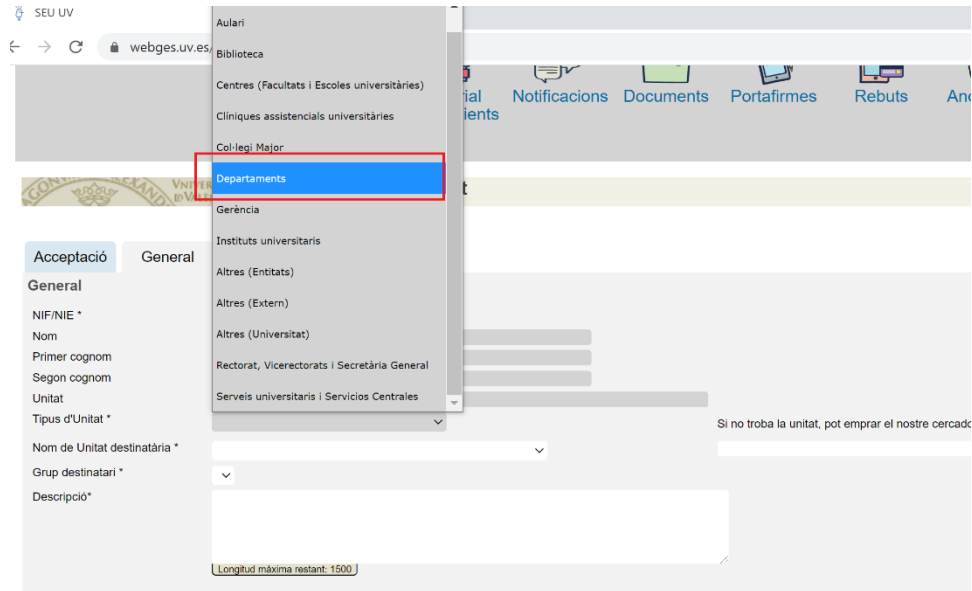 SEU UV
webges.uv.es/
Notificacions
Documents
Portafirmes
Rebuts
Aulari
Biblioteca
Centres (Facultats i Escoles universitàries)
Clíniques assistencials universitàries
Col·legi Major
Departaments
Gerència
Instituts universitaris
Altres (Entitats)
Altres (Extern)
Altres (Universitat)
Rectorat, Vicerectorats i Secretària General
Serveis universitaris i Servicios Centrales
Acceptació
General
General
NIF/NIE *
Nom
Primer cognom
Segon cognom
Unitat
Tipus d'Unitat *
Si no troba la unitat, pot emprar el nostre cercado
Nom de Unitat destinatària *
Grup destinatari *
Descripció*
Longitud màxima restant: 1500